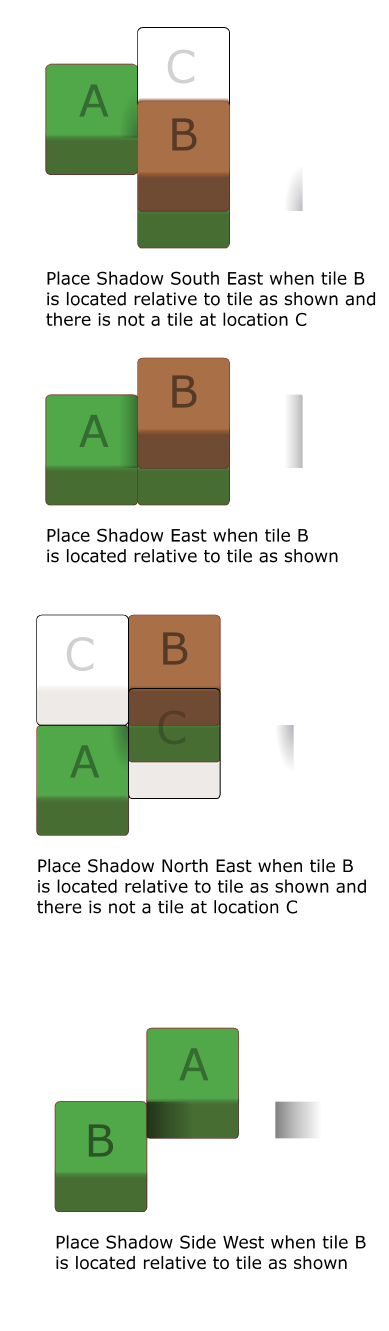 C
A
B
Place Shadow South East when tile B
is located relative to tile as shown and
there is not a tile at location C
B
A
Place Shadow East when tile B
is located relative to tile as shown
C
B
C
A
Place Shadow North East when tile B
is located relative to tile as shown and
there is not a tile at location C
A
B
Place Shadow Side West when tile B
is located relative to tile as shown